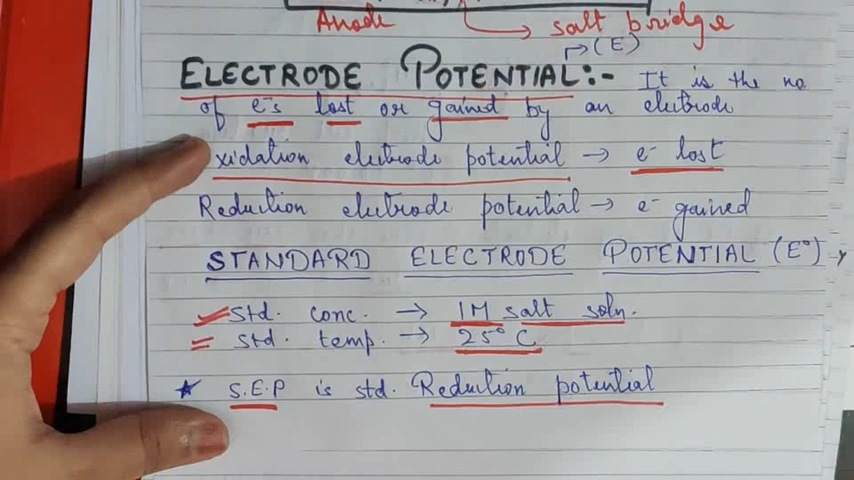 Anode
salt bridge
(E)
ELECTRODE POTENTIAL:- It is the no
of e⁻s lost or gained by an electrode
xidation electrode potential → e⁻ lost
Reduction electrode potential → e⁻ gained
STANDARD ELECTRODE POTENTIAL (E°)
std. conc. → 1M salt soln.
std. temp. → 25°C
★ S.E.P is std. Reduction potential